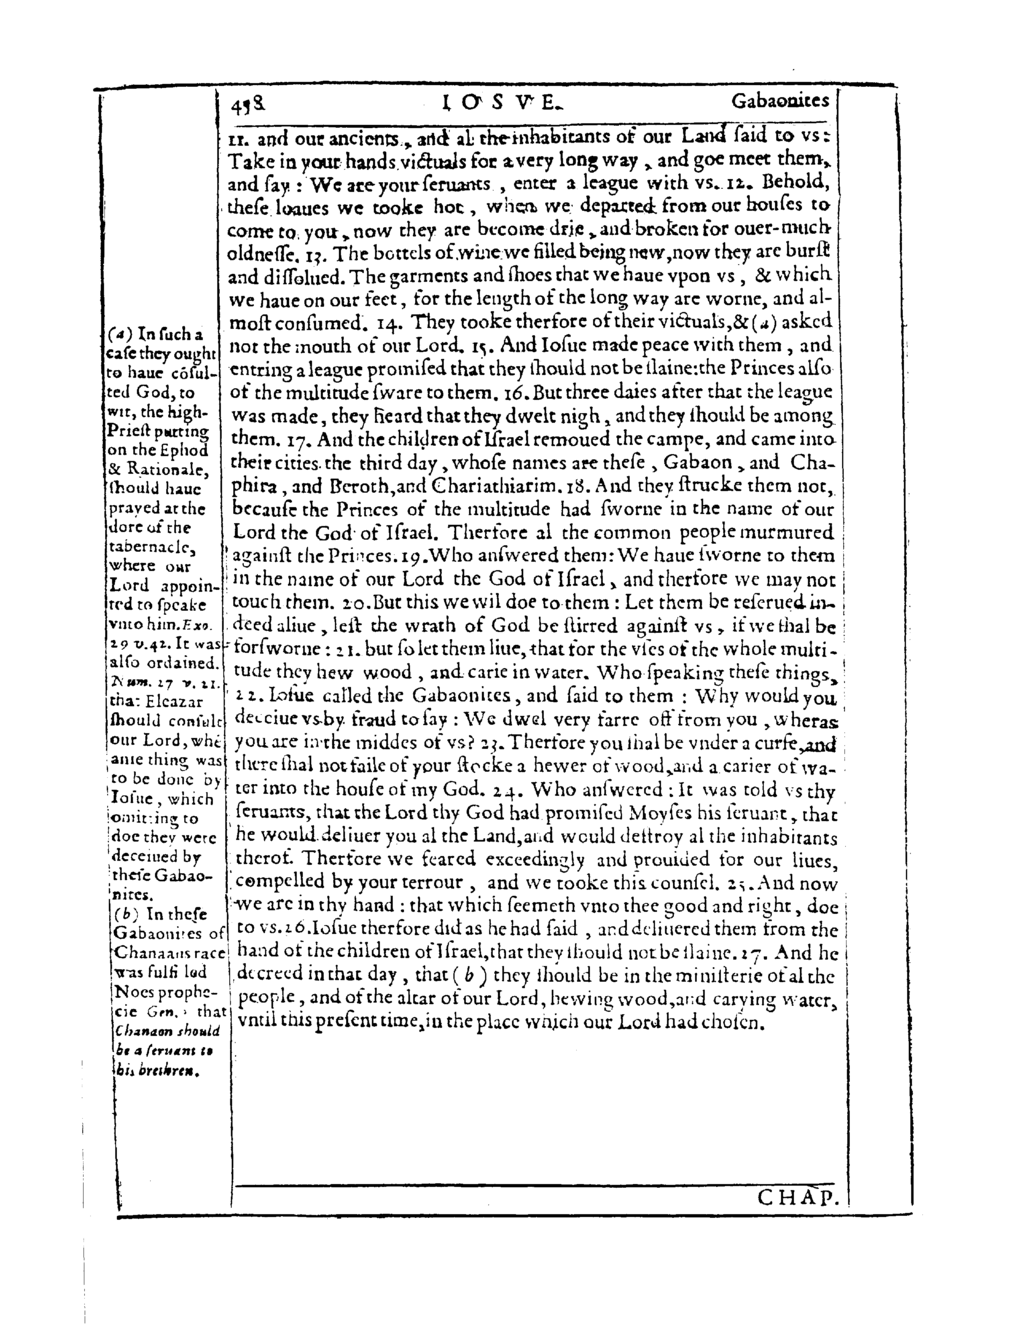 498 IOSVE. Gabaonites
11. and our ancients, and al the inhabitants of our Land ſaid to vs:
Take in your hands victuals for a very long way, and goe meet them,
and ſay: We are your ſeruants, enter a league with vs. 12. Behold,
theſe loaues we tooke hot, when we departed from our houſes to
come to you, now they are become drie, and broken for ouer-much
oldneſſe. 13. The bottels of wine we filled being new, now they are burſt
and diſſolued. The garments and ſhoes that we haue vpon vs, & which
we haue on our feet, for the length of the long way are worne, and al-
moſt conſumed. 14. They tooke therfore of their victuals, & (a) asked
not the mouth of our Lord. 15. And Ioſue made peace with them, and
entring a league promiſed that they ſhould not be ſlaine: the Princes alſo
of the multitude ſware to them. 16. But three daies after that the league
was made, they heard that they dwelt nigh, and they ſhould be among
them. 17. And the children of Iſrael remoued the campe, and came into
their cities the third day, whoſe names are theſe, Gabaon, and Cha-
phira, and Beroth, and Chariathiarim. 18. And they ſtrucke them not,
becauſe the Princes of the multitude had ſworne in the name of our
Lord the God of Iſrael. Therfore al the common people murmured
againſt the Princes. 19. Who anſwered them: We haue ſworne to them
in the name of our Lord the God of Iſrael, and therfore we may not
touch them. 20. But this we wil doe to them: Let them be reſerued in-
deed aliue, leſt the wrath of God be ſtirred againſt vs, if we ſhal be
forſworne: 21. but ſo let them liue, that for the vſes of the whole multi-
tude they hew wood, and carie in water. Who ſpeaking theſe things,
22. Ioſue called the Gabaonites, and ſaid to them: Why would you
deceiue vs by fraud to ſay: We dwel very farre off from you, wheras
you are in the middes of vs? 23. Therfore you ſhal be vnder a curſe, and
there ſhal not faile of your ſtocke a hewer of wood, and a carier of wa-
ter into the houſe of my God. 24. Who anſwered: It was told vs thy
ſeruants, that the Lord thy God had promiſed Moyſes his ſeruant, that
he would deliuer you al the Land, and would deſtroy al the inhabitants
therof. Therfore we feared exceedingly and prouided for our liues,
compelled by your terrour, and we tooke this counſel. 25. And now
we are in thy hand: that which ſeemeth vnto thee good and right, doe
to vs. 26. Ioſue therfore did as he had ſaid, and deliuered them from the
hand of the children of Iſrael, that they ſhould not be ſlaine. 27. And he
decreed in that day, that (b) they ſhould be in the miniſterie of al the
people, and of the altar of our Lord, hewing wood, and carying water,
vntil this preſent time, in the place which our Lord had choſen.
(a) In ſuch a
caſe they ought
to haue cõſul-
ted God, to
wit, the high-
Prieſt putting
on the Ephod
& Rationale,
ſhould haue
prayed at the
dore of the
tabernacle,
where our
Lord appoin-
ted to ſpeake
vnto him. Exo.
29 v. 42. It was
alſo ordained.
Num. 27 v. 21.
that Eleazar
ſhould conſult
our Lord, whẽ
anie thing was
to be done by
Ioſue, which
omitting to
doe they were
deceiued by
theſe Gabao-
nites.
(b) In theſe
Gabaonites of
Chanaans race
was fulfilled
Noes prophe-
cie Gen. that
Chanaan ſhould
be a ſeruant to
his brethren.
CHAP.